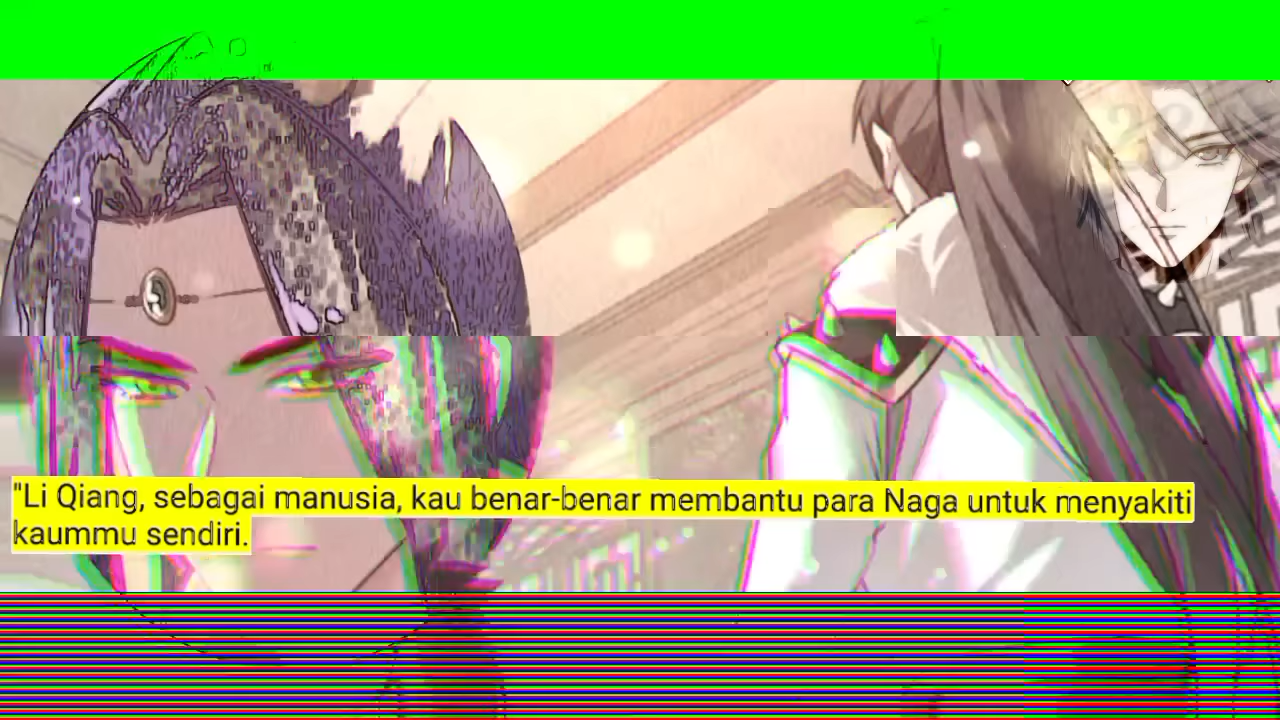 "Li Qiang, sebagai manusia, kau benar-benar membantu para Naga untuk menyakiti
kaummu sendiri.